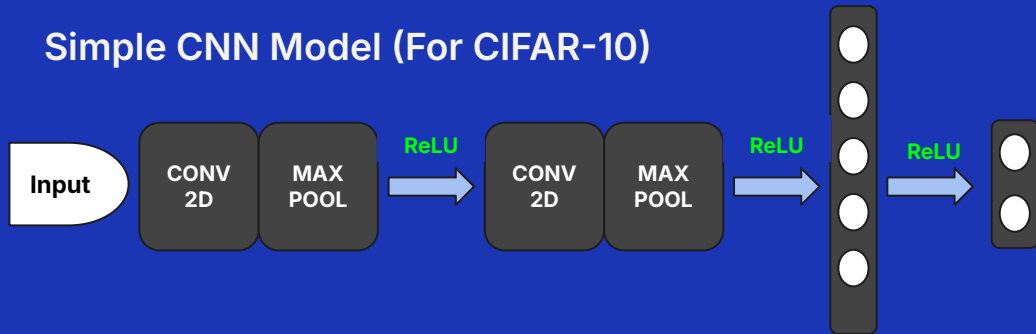 Simple CNN Model (For CIFAR-10)
Input
CONV
2D
MAX
POOL
ReLU
CONV
2D
MAX
POOL
ReLU
ReLU